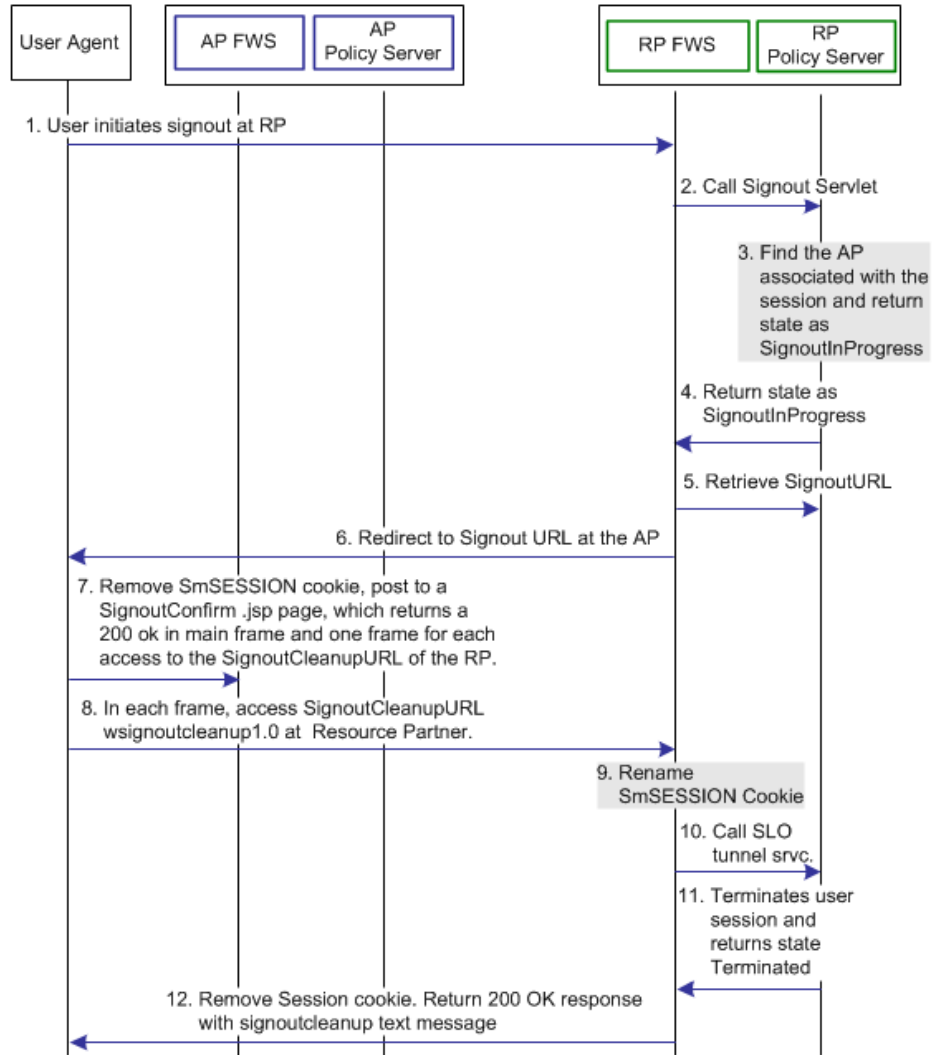 User Agent
AP FWS
AP
Policy Server
RP FWS
RP
Policy Server
1. User initiates signout at RP
2. Call Signout Servlet
3. Find the AP
associated with the
session and return
state as
SignoutInProgress
4. Return state as
SignoutInProgress
5. Retrieve SignoutURL
6. Redirect to Signout URL at the AP
7. Remove SmSESSION cookie, post to a
SignoutConfirm .jsp page, which returns a
200 ok in main frame and one frame for each
access to the SignoutCleanupURL of the RP.
8. In each frame, access SignoutCleanupURL
wsignoutcleanup1.0 at Resource Partner.
9. Rename
SmSESSION Cookie
10. Call SLO
tunnel srvc.
11. Terminates user
session and
returns state
Terminated
12. Remove Session cookie. Return 200 OK response
with signoutcleanup text message